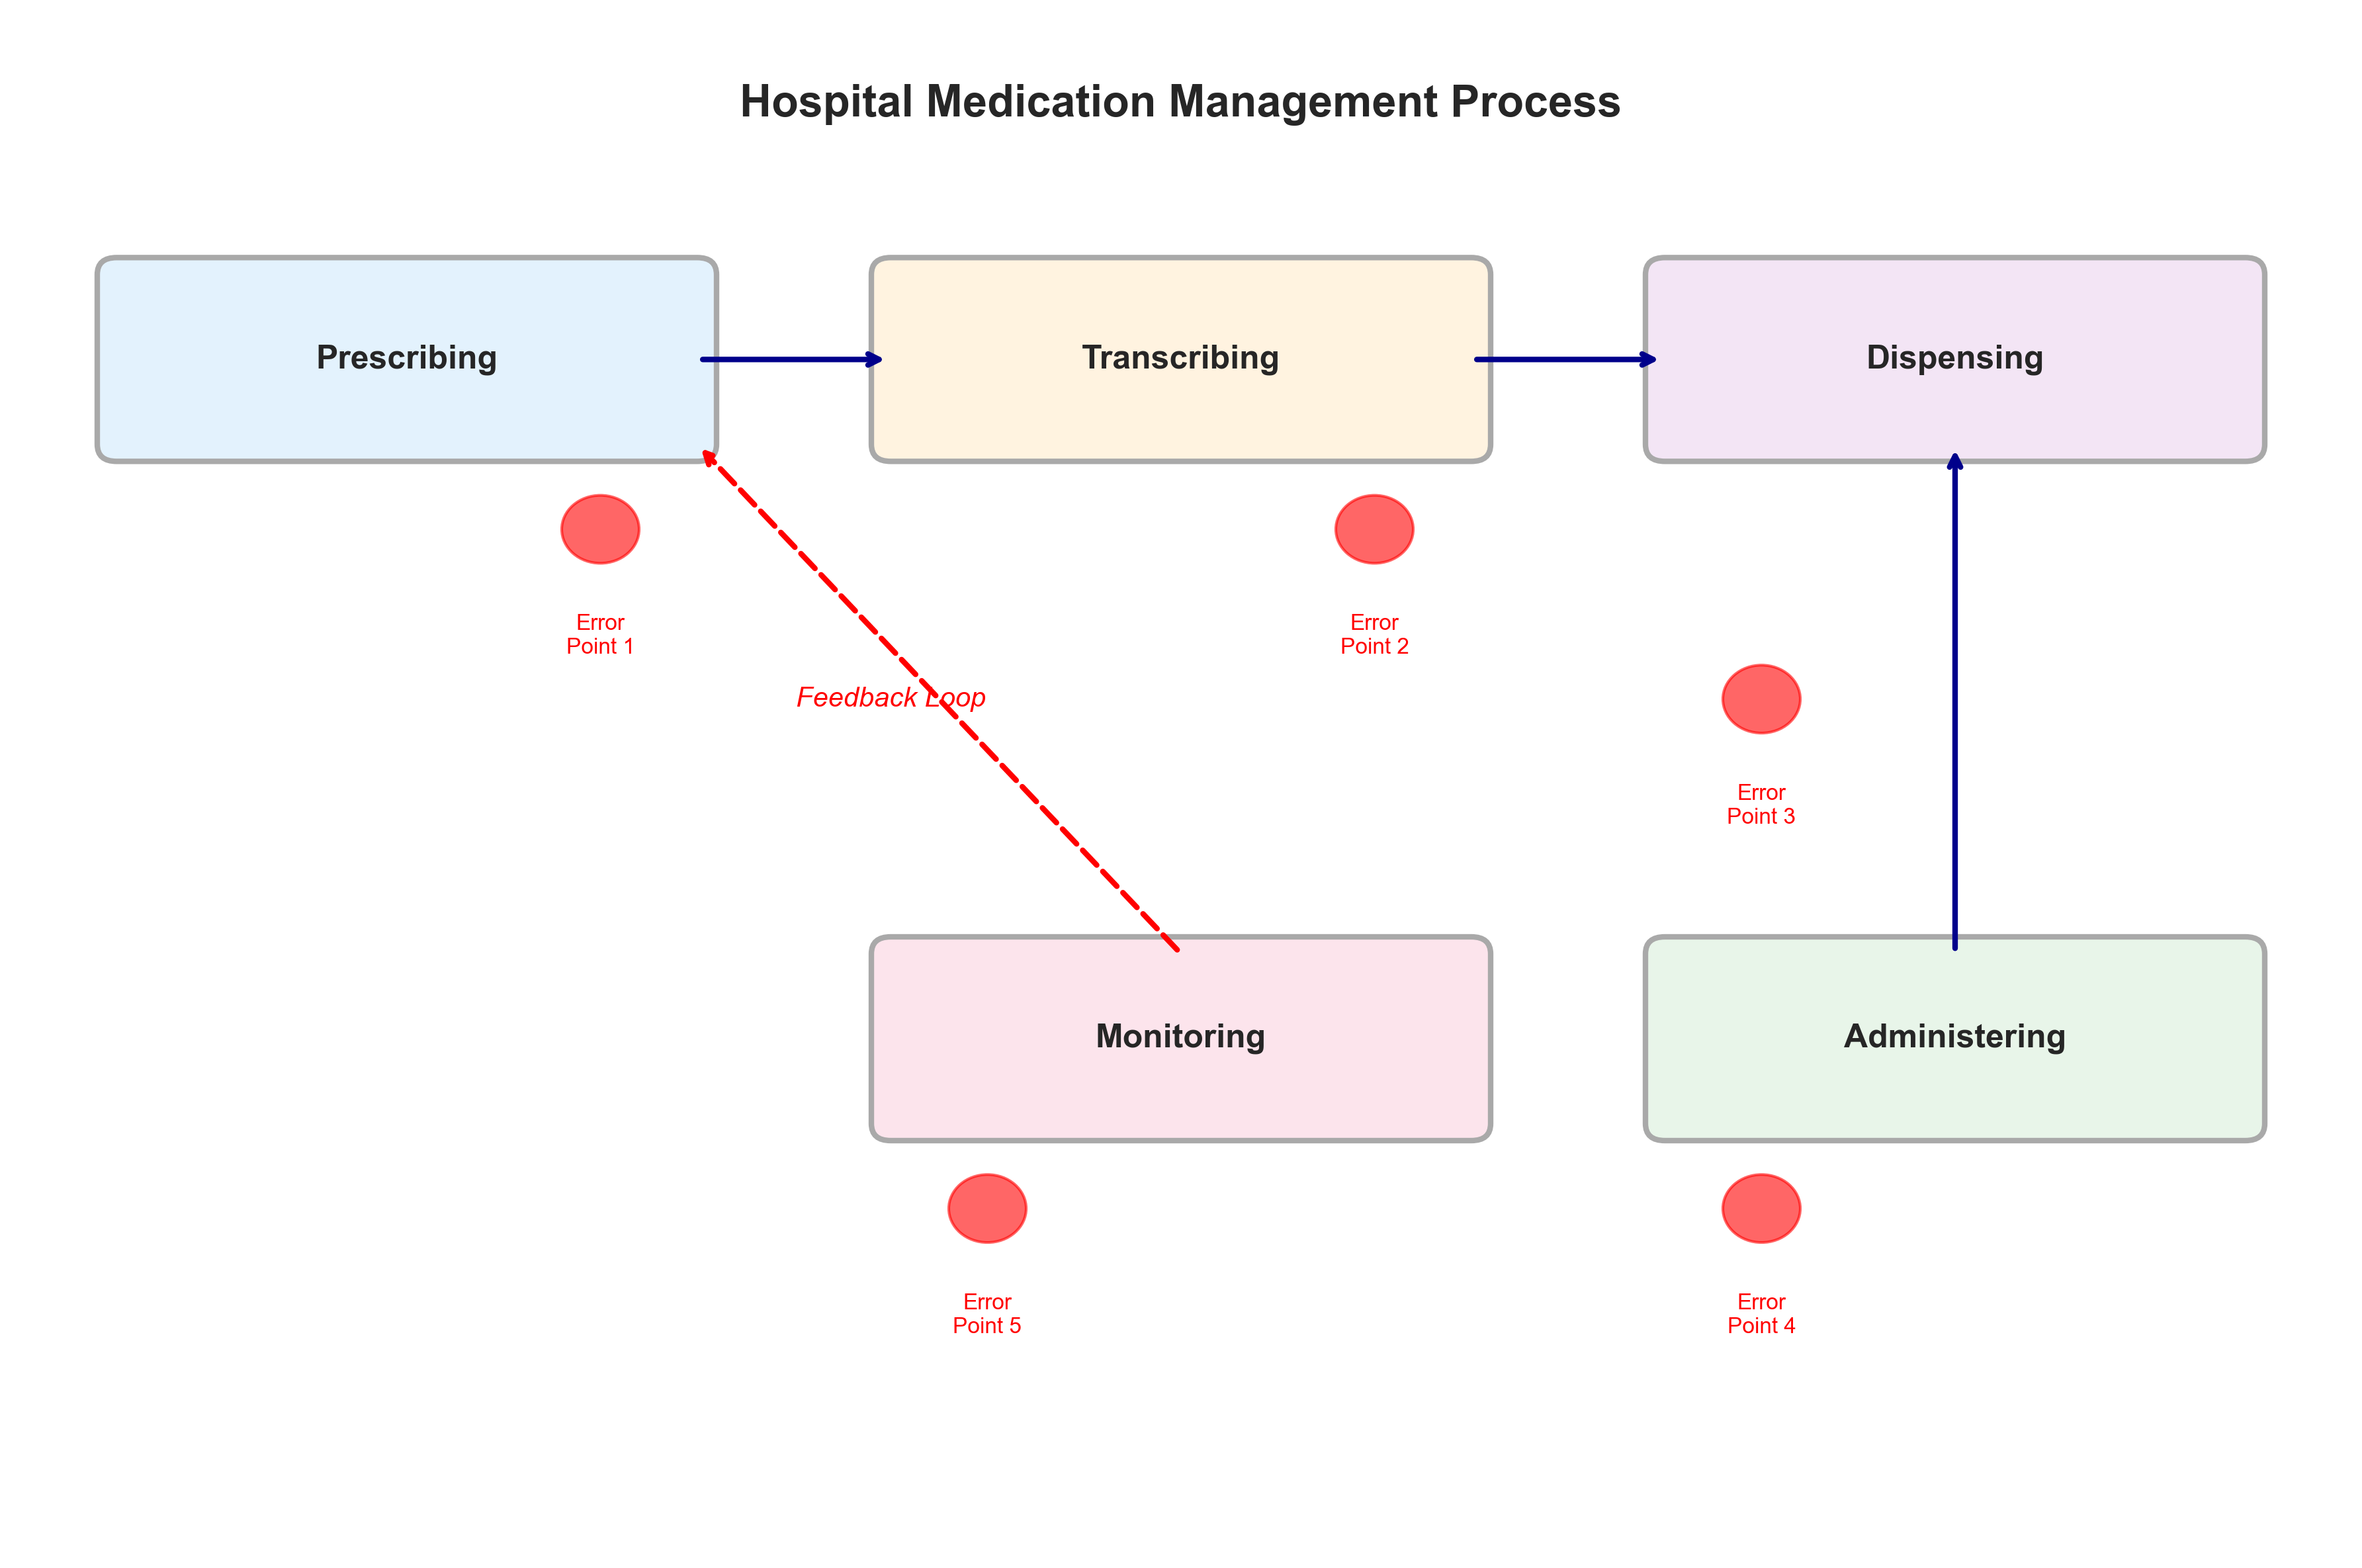 Hospital Medication Management Process
Prescribing
Transcribing
Dispensing
Error
Point 1
Error
Point 2
Feedback Loop
Error
Point 3
Monitoring
Administering
Error
Point 5
Error
Point 4